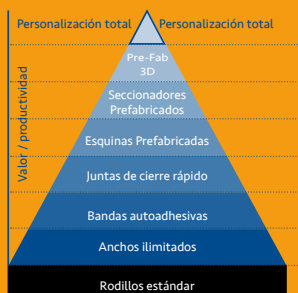 Personalización total
Personalización total
Pre-Fab
3D
Seccionadores
Prefabricados
Esquinas Prefabricadas
Juntas de cierre rápido
Bandas autoadhesivas
Anchos ilimitados
Rodillos estándar
Valor / productividad